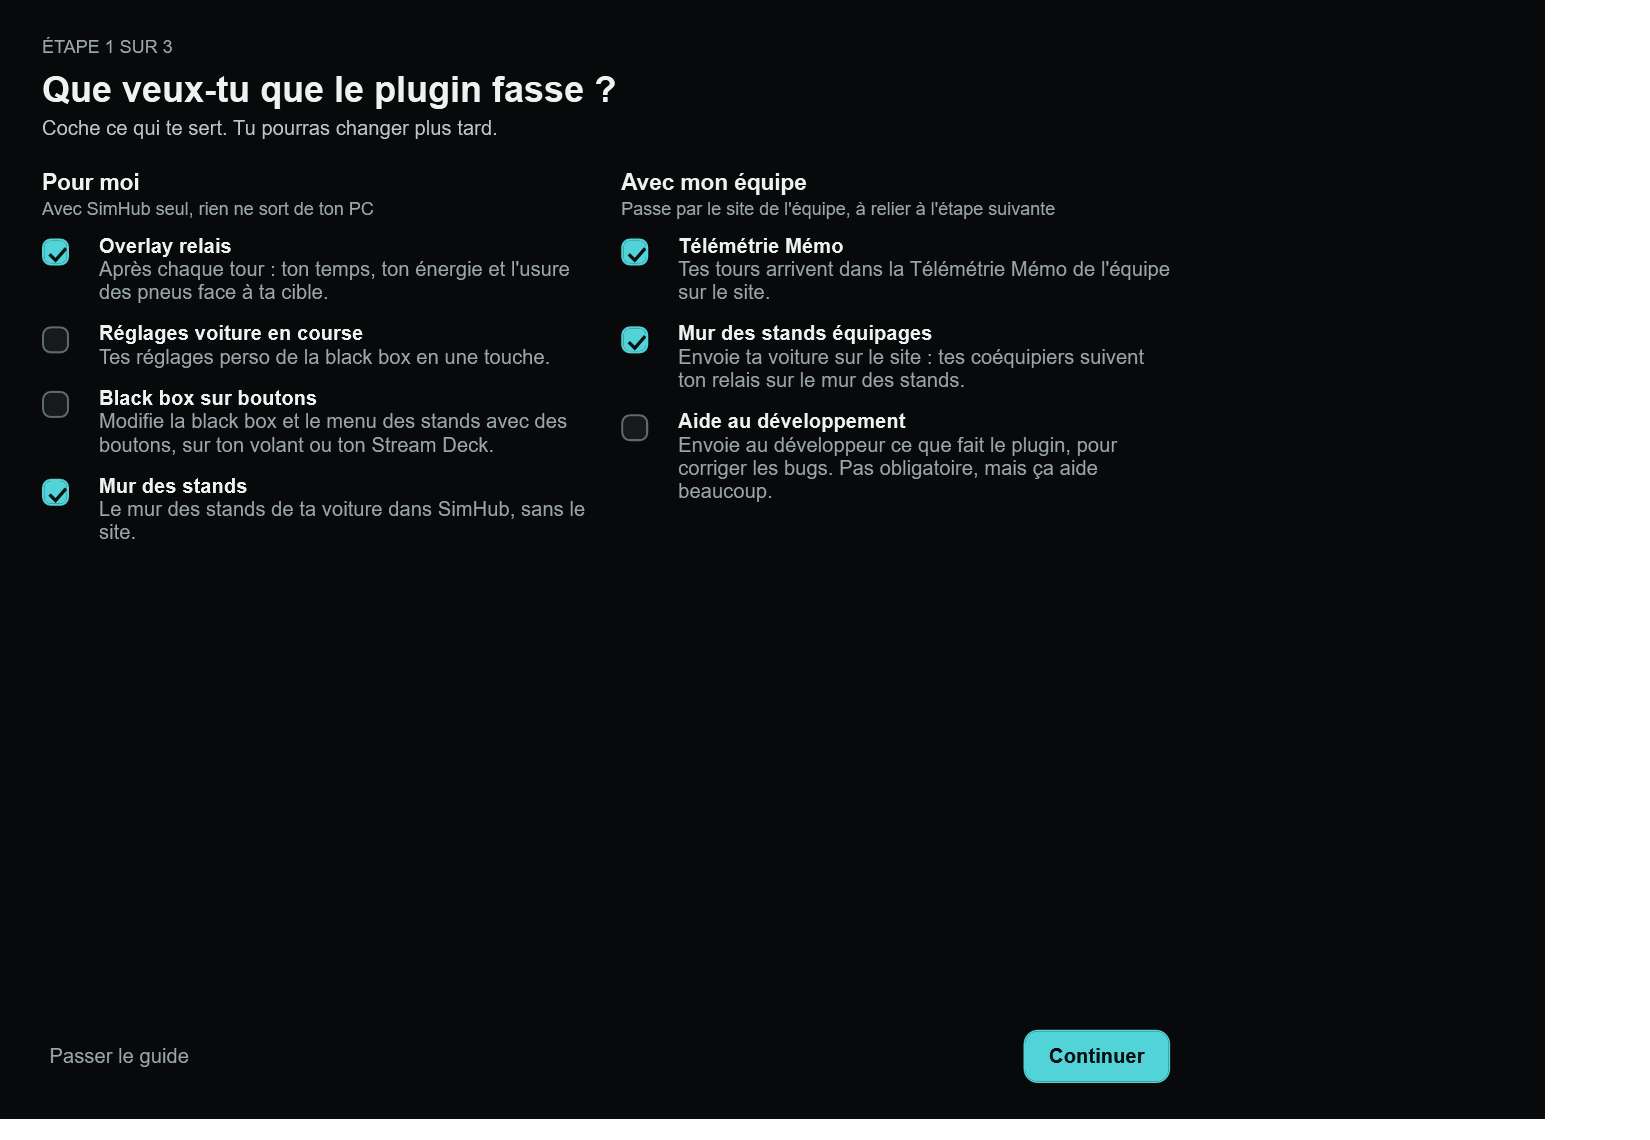 ÉTAPE 1 SUR 3
Que veux-tu que le plugin fasse ?
Coche ce qui te sert. Tu pourras changer plus tard.
Pour moi
Avec SimHub seul, rien ne sort de ton PC
Overlay relais
Après chaque tour : ton temps, ton énergie et l'usure
des pneus face à ta cible.
Réglages voiture en course
Tes réglages perso de la black box en une touche.
Black box sur boutons
Modifie la black box et le menu des stands avec des
boutons, sur ton volant ou ton Stream Deck.
Mur des stands
Le mur des stands de ta voiture dans SimHub, sans le
site.
Avec mon équipe
Passe par le site de l'équipe, à relier à l'étape suivante
Télémétrie Mémo
Tes tours arrivent dans la Télémétrie Mémo de l'équipe
sur le site.
Mur des stands équipages
Envoie ta voiture sur le site : tes coéquipiers suivent
ton relais sur le mur des stands.
Aide au développement
Envoie au développeur ce que fait le plugin, pour
corriger les bugs. Pas obligatoire, mais ça aide
beaucoup.
Passer le guide
Continuer